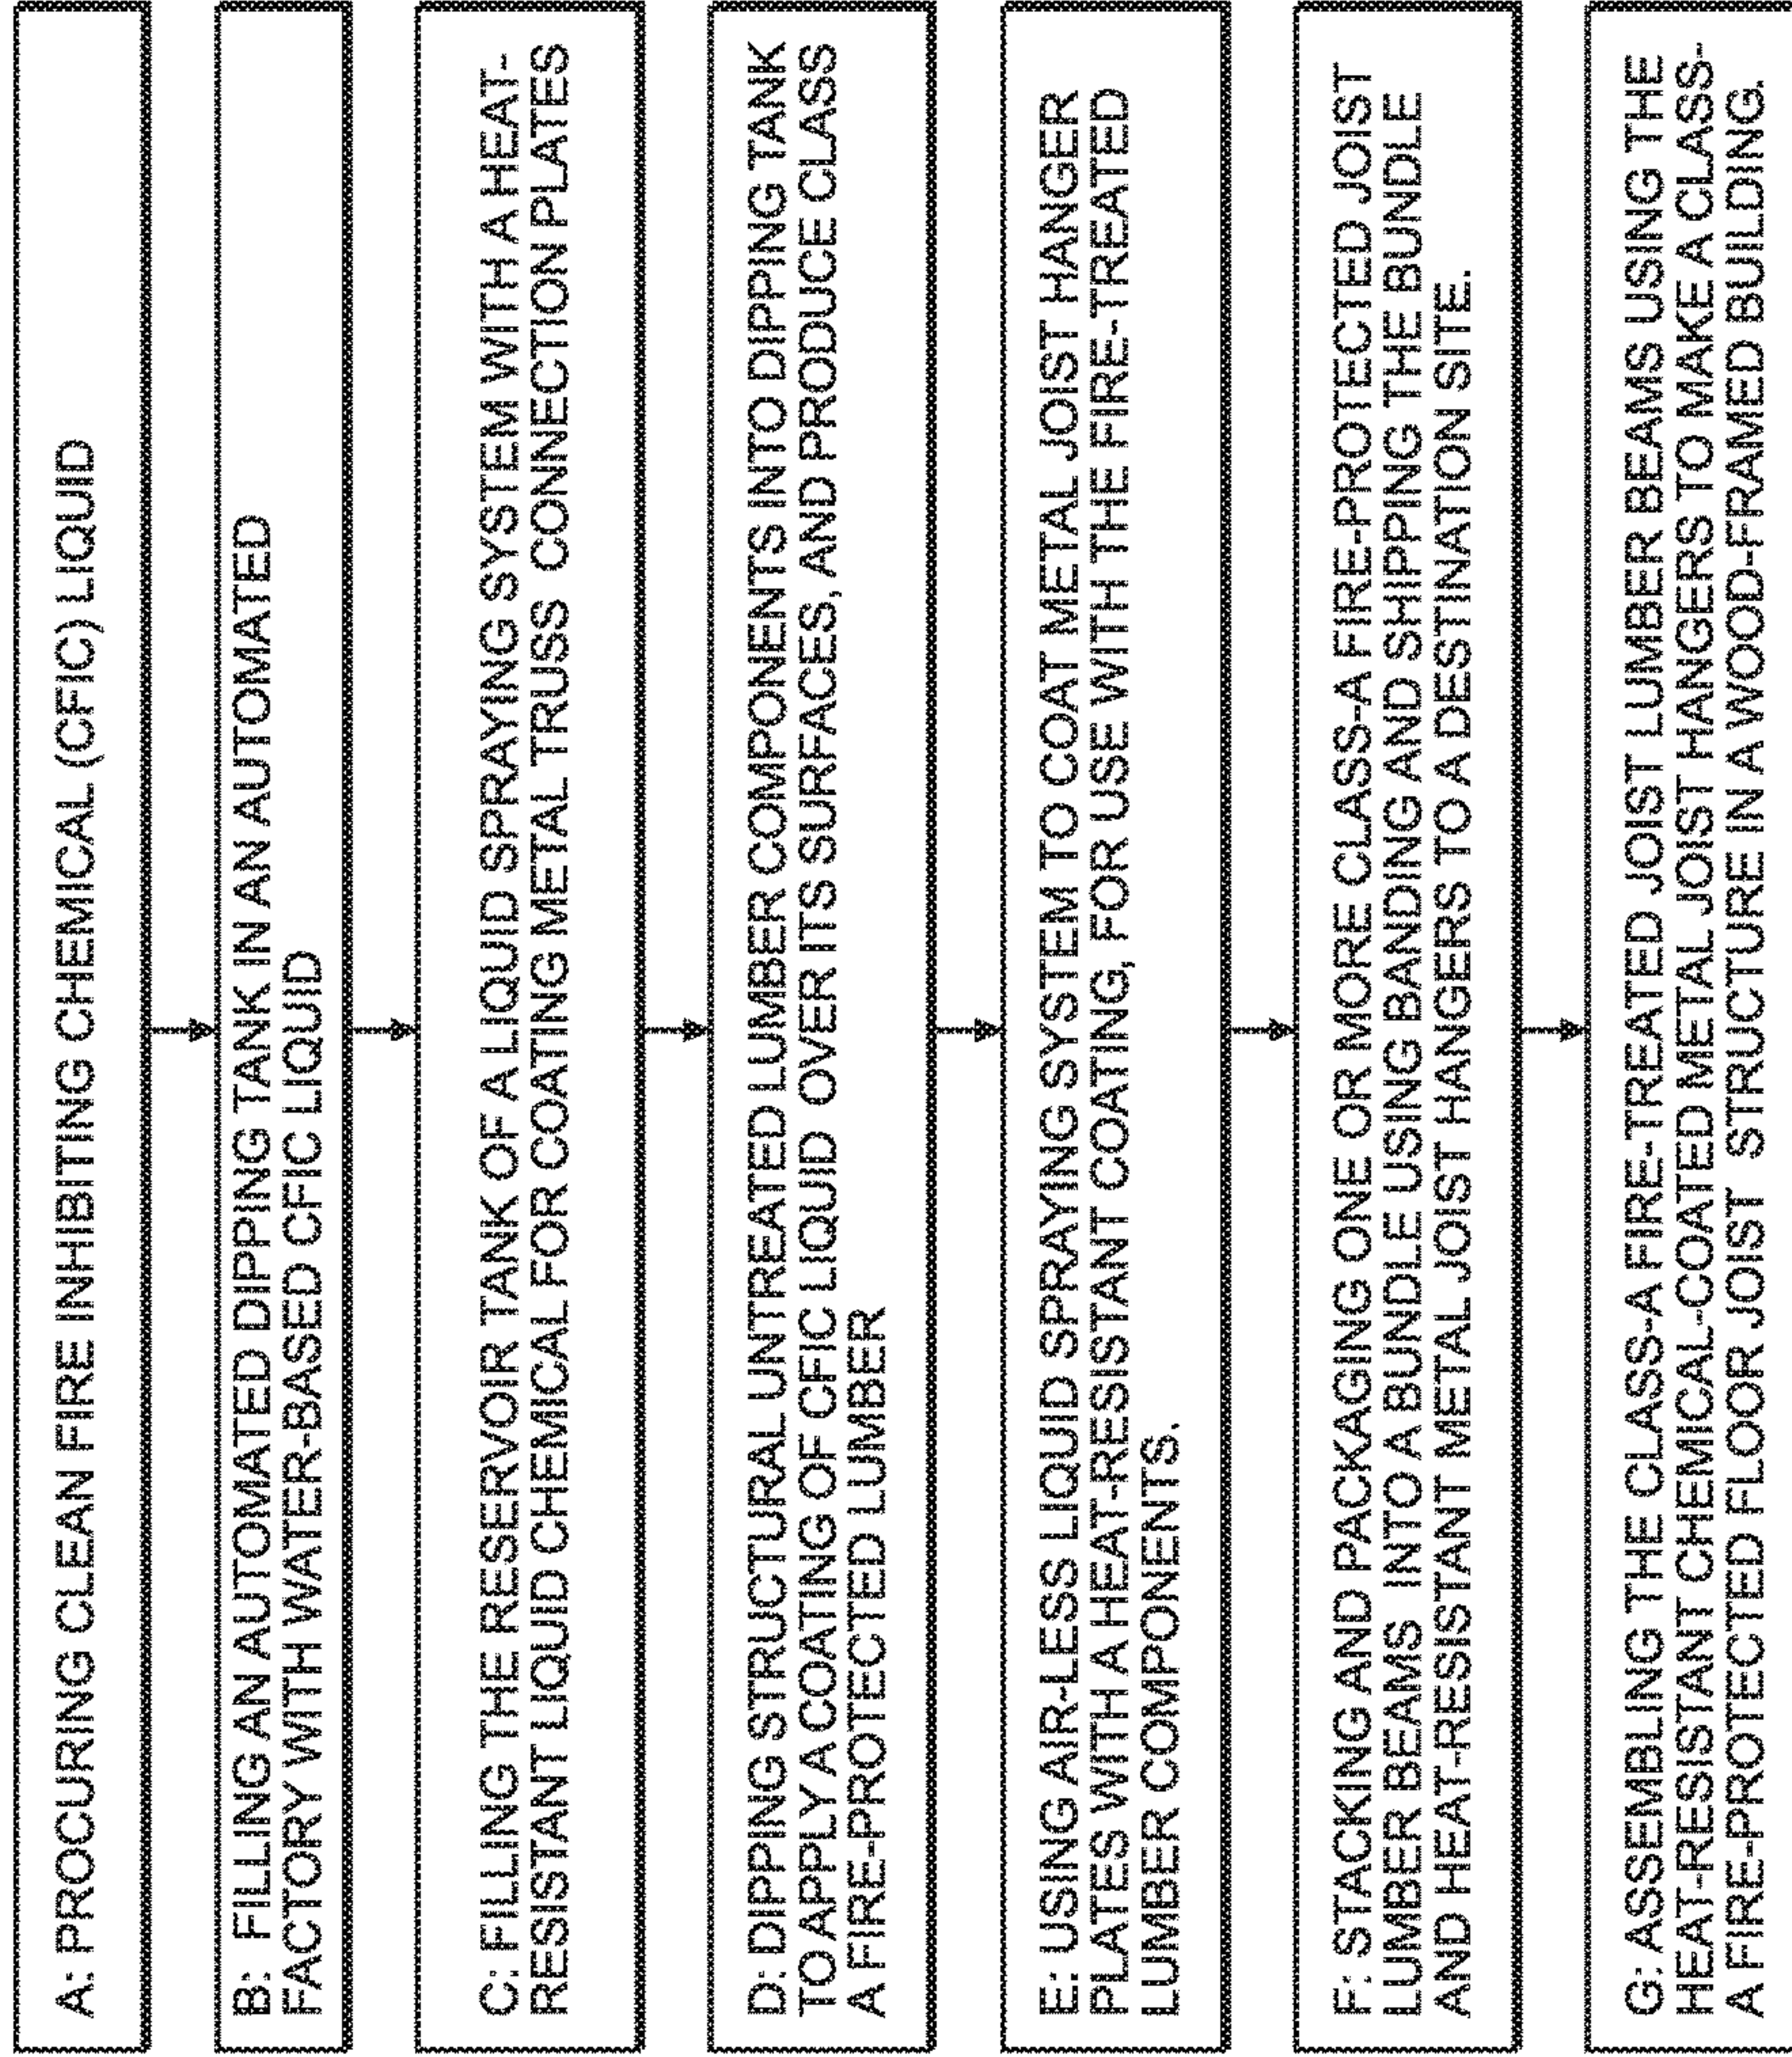 A: PROCURING CLEAN FIRE INHIBITING CHEMICAL (CFIC) LIQUID
B: FILLING AN AUTOMATED DIPPING TANK IN AN AUTOMATED
FACTORY WITH WATER-BASED CFIC LIQUID
C: FILLING THE RESERVOIR TANK OF A LIQUID SPRAYING SYSTEM WITH A HEAT-
RESISTANT LIQUID CHEMICAL FOR COATING METAL TRUSS CONNECTION PLATES
D: DIPPING STRUCTURAL UNTREATED LUMBER COMPONENTS INTO DIPPING TANK
TO APPLY A COATING OF CFIC LIQUID OVER ITS SURFACES, AND PRODUCE CLASS
A FIRE-PROTECTED LUMBER
E: USING AIR-LESS LIQUID SPRAYING SYSTEM TO COAT METAL JOIST HANGER
PLATES WITH A HEAT-RESISTANT COATING, FOR USE WITH THE FIRE-TREATED
LUMBER COMPONENTS.
F: STACKING AND PACKAGING ONE OR MORE CLASS-A FIRE-PROTECTED JOIST
LUMBER BEAMS INTO A BUNDLE USING BANDING AND SHIPPING THE BUNDLE
AND HEAT-RESISTANT METAL JOIST HANGERS TO A DESTINATION SITE.
G: ASSEMBLING THE CLASS-A FIRE-TREATED JOIST LUMBER BEAMS USING THE
HEAT-RESISTANT CHEMICAL-COATED METAL JOIST HANGERS TO MAKE A CLASS-
A FIRE-PROTECTED FLOOR JOIST STRUCTURE IN A WOOD-FRAMED BUILDING.